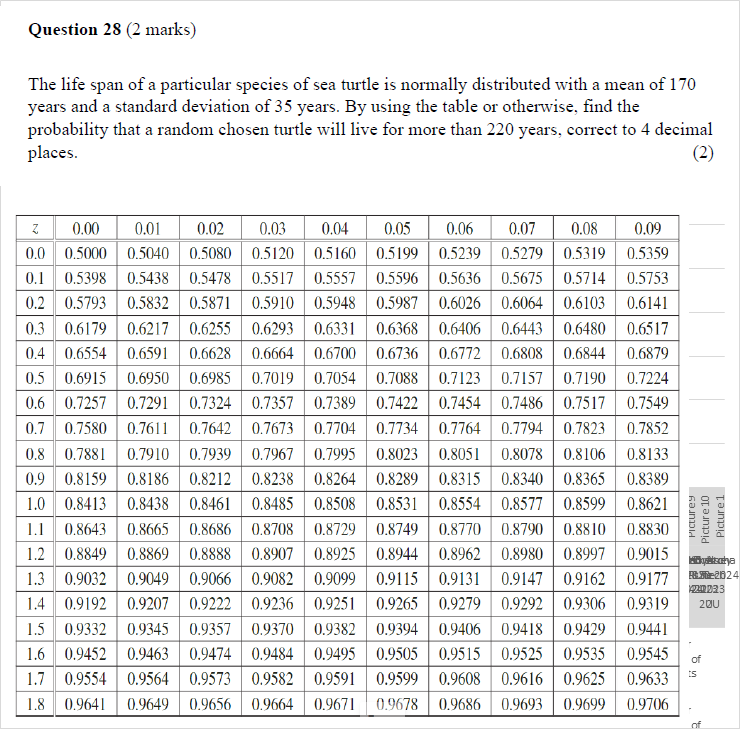 Question 28 (2 marks)
The life span of a particular species of sea turtle is normally distributed with a mean of 170
years and a standard deviation of 35 years. By using the table or otherwise, find the
probability that a random chosen turtle will live for more than 220 years, correct to 4 decimal
places. (2)
z 0.00 0.01 0.02 0.03 0.04 0.05 0.06 0.07 0.08 0.09
0.0 0.5000 0.5040 0.5080 0.5120 0.5160 0.5199 0.5239 0.5279 0.5319 0.5359
0.1 0.5398 0.5438 0.5478 0.5517 0.5557 0.5596 0.5636 0.5675 0.5714 0.5753
0.2 0.5793 0.5832 0.5871 0.5910 0.5948 0.5987 0.6026 0.6064 0.6103 0.6141
0.3 0.6179 0.6217 0.6255 0.6293 0.6331 0.6368 0.6406 0.6443 0.6480 0.6517
0.4 0.6554 0.6591 0.6628 0.6664 0.6700 0.6736 0.6772 0.6808 0.6844 0.6879
0.5 0.6915 0.6950 0.6985 0.7019 0.7054 0.7088 0.7123 0.7157 0.7190 0.7224
0.6 0.7257 0.7291 0.7324 0.7357 0.7389 0.7422 0.7454 0.7486 0.7517 0.7549
0.7 0.7580 0.7611 0.7642 0.7673 0.7704 0.7734 0.7764 0.7794 0.7823 0.7852
0.8 0.7881 0.7910 0.7939 0.7967 0.7995 0.8023 0.8051 0.8078 0.8106 0.8133
0.9 0.8159 0.8186 0.8212 0.8238 0.8264 0.8289 0.8315 0.8340 0.8365 0.8389
1.0 0.8413 0.8438 0.8461 0.8485 0.8508 0.8531 0.8554 0.8577 0.8599 0.8621
1.1 0.8643 0.8665 0.8686 0.8708 0.8729 0.8749 0.8770 0.8790 0.8810 0.8830
1.2 0.8849 0.8869 0.8888 0.8907 0.8925 0.8944 0.8962 0.8980 0.8997 0.9015
1.3 0.9032 0.9049 0.9066 0.9082 0.9099 0.9115 0.9131 0.9147 0.9162 0.9177
1.4 0.9192 0.9207 0.9222 0.9236 0.9251 0.9265 0.9279 0.9292 0.9306 0.9319
1.5 0.9332 0.9345 0.9357 0.9370 0.9382 0.9394 0.9406 0.9418 0.9429 0.9441
1.6 0.9452 0.9463 0.9474 0.9484 0.9495 0.9505 0.9515 0.9525 0.9535 0.9545
1.7 0.9554 0.9564 0.9573 0.9582 0.9591 0.9599 0.9608 0.9616 0.9625 0.9633
1.8 0.9641 0.9649 0.9656 0.9664 0.9671 0.9678 0.9686 0.9693 0.9699 0.9706
Picture 9
Picture 10
Picture 1
of
of